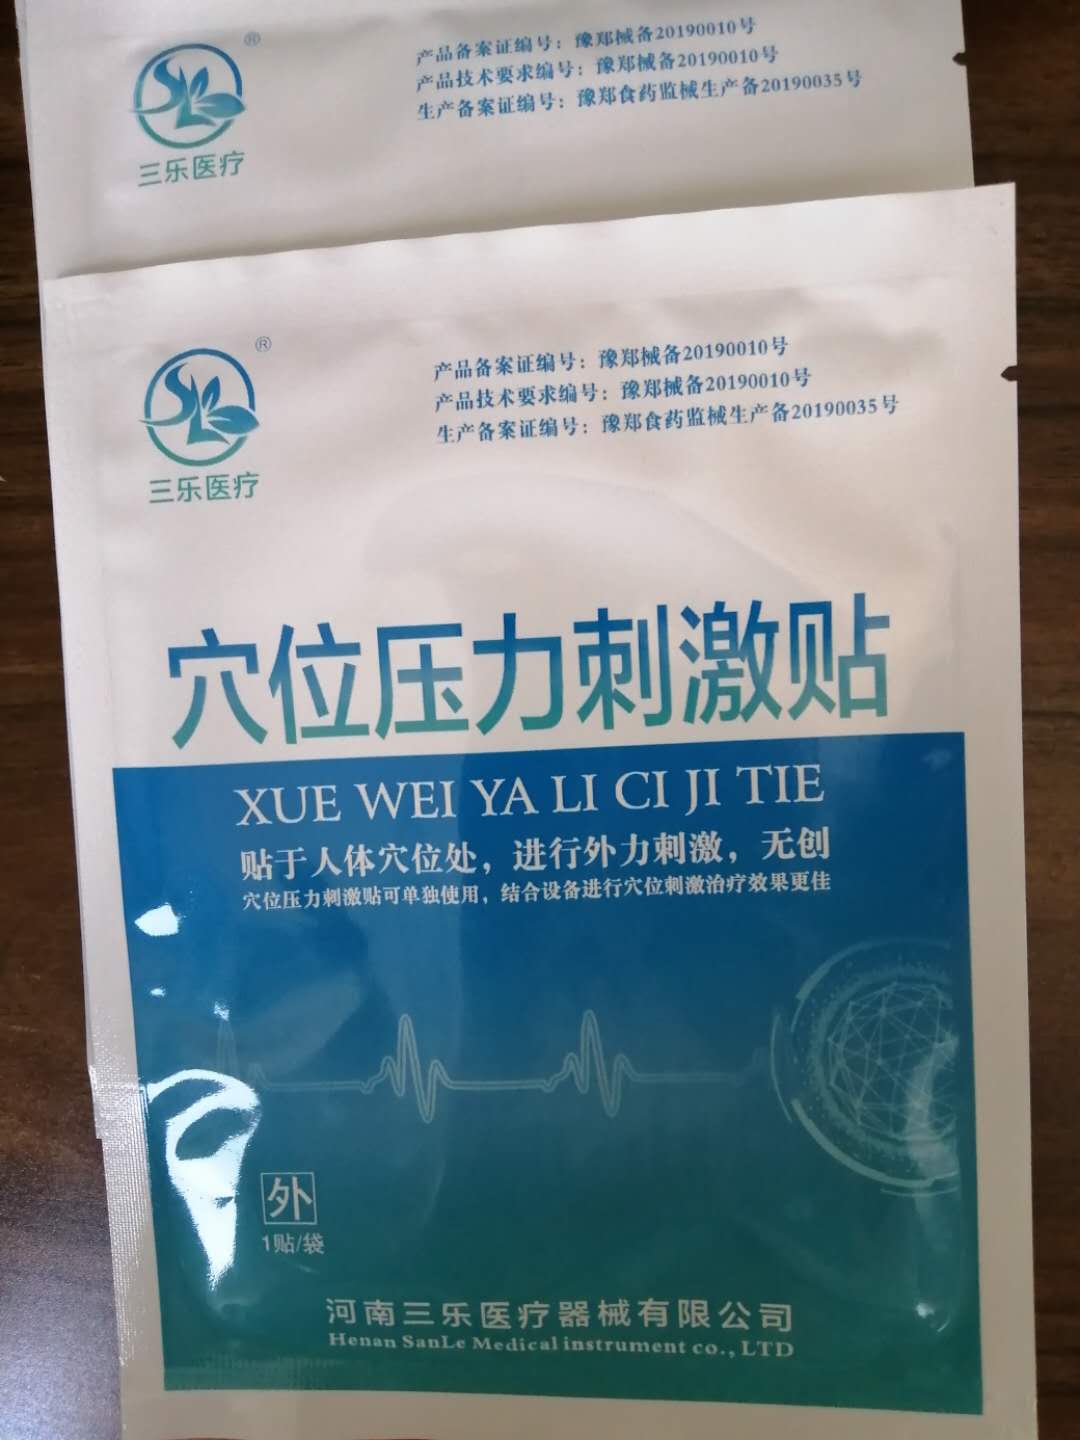 ®
三乐医疗
产品备案证编号：豫郑械备20190010号
产品技术要求编号：豫郑械备20190010号
生产备案证编号：豫郑食药监械生产备20190035号
®
三乐医疗
产品备案证编号：豫郑械备20190010号
产品技术要求编号：豫郑械备20190010号
生产备案证编号：豫郑食药监械生产备20190035号
穴位压力刺激贴
XUE WEI YA LI CI JI TIE
贴于人体穴位处，进行外力刺激，无创
穴位压力刺激贴可单独使用，结合设备进行穴位刺激治疗效果更佳
外
1贴/袋
河南三乐医疗器械有限公司
Henan SanLe Medical instrument co., LTD